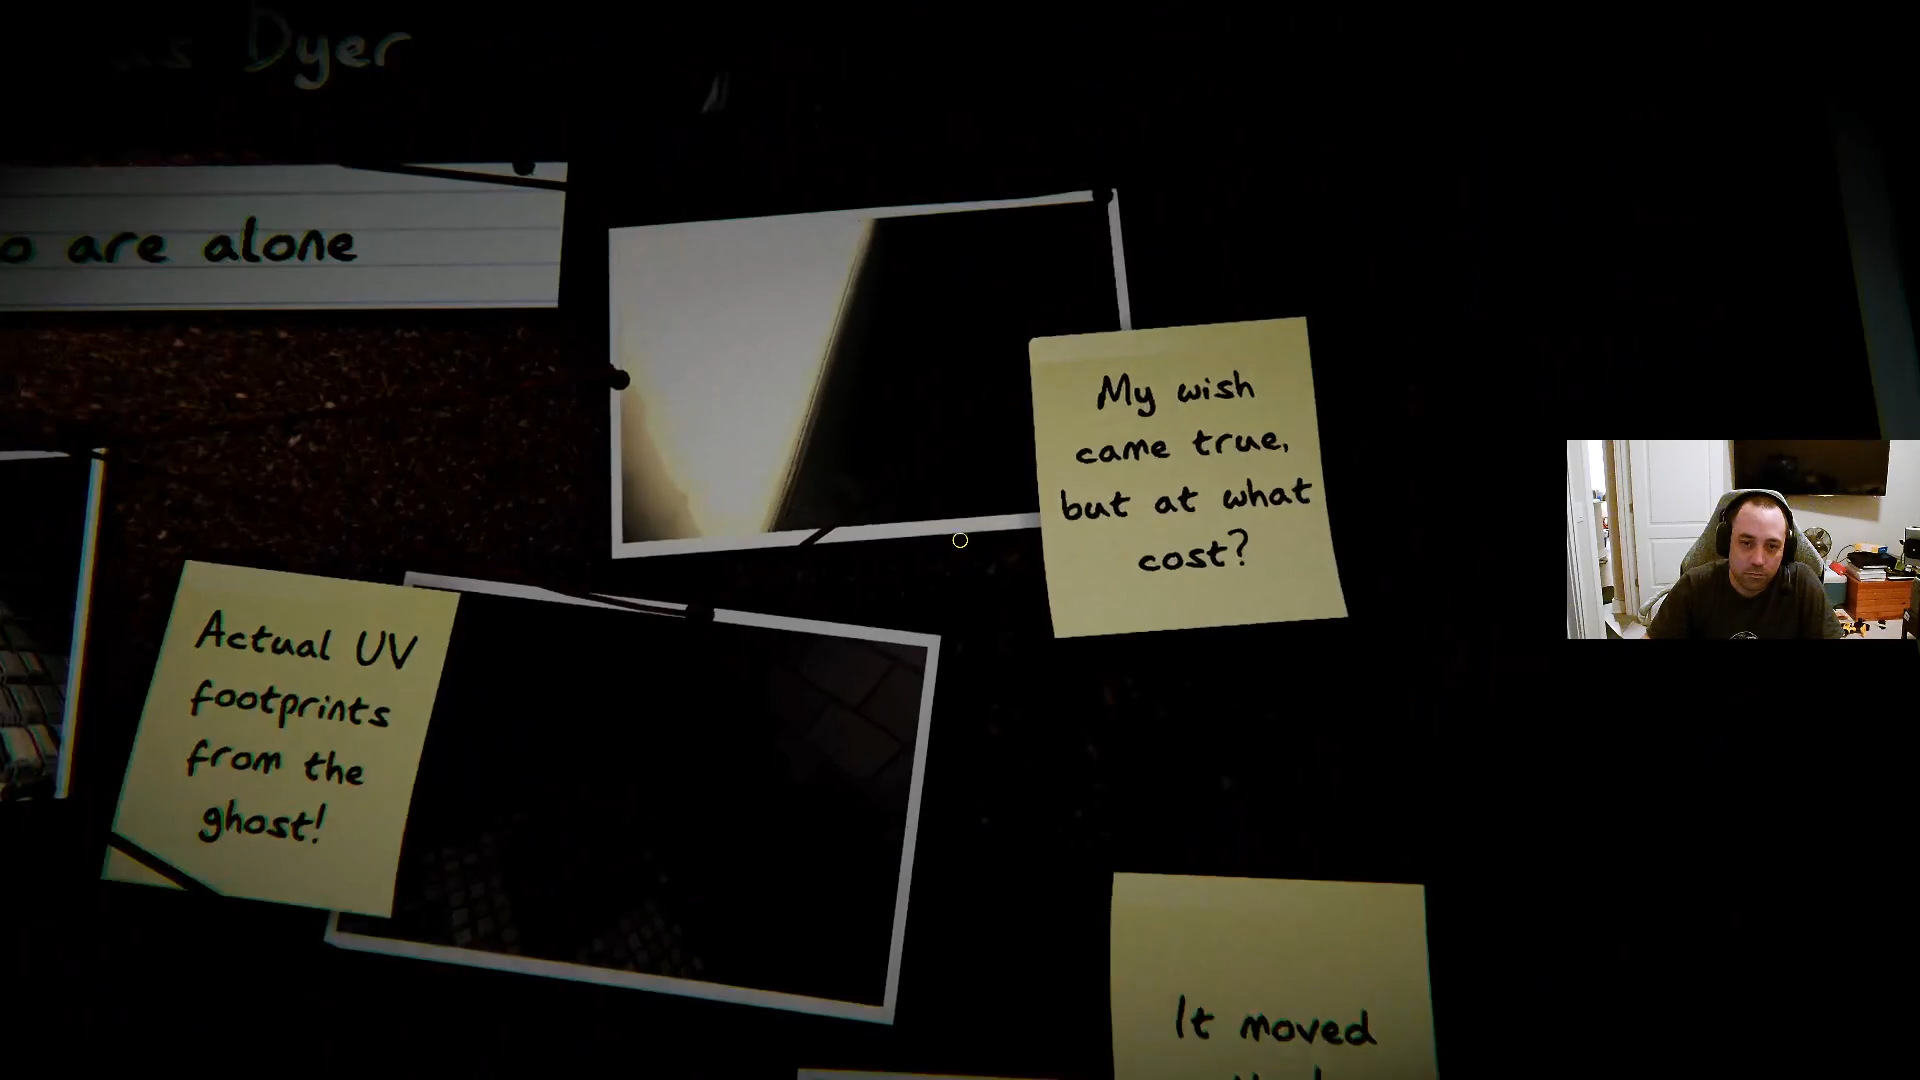 Dyer
are alone
My wish
came true,
but at what
cost?
Actual UV
footprints
from the
ghost!
It moved